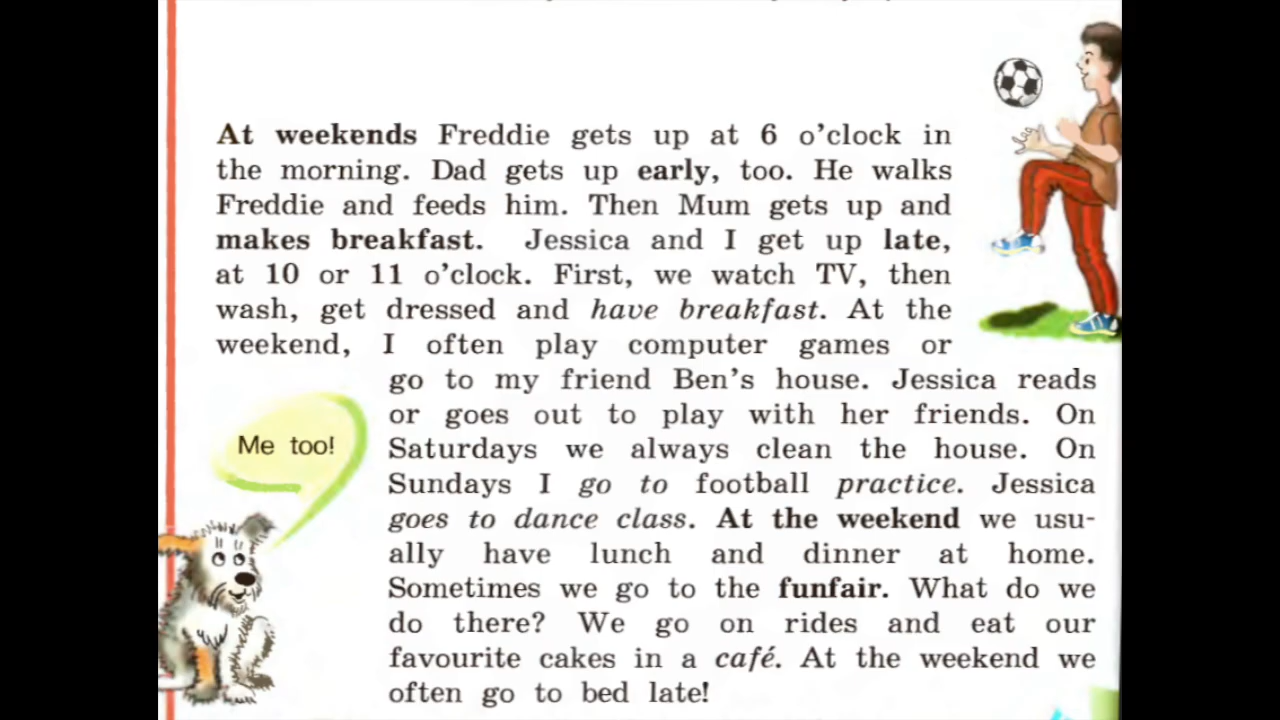 At weekends Freddie gets up at 6 o'clock in
the morning. Dad gets up early, too. He walks
Freddie and feeds him. Then Mum gets up and
makes breakfast. Jessica and I get up late,
at 10 or 11 o'clock. First, we watch TV, then
wash, get dressed and have breakfast. At the
weekend, I often play computer games or
go to my friend Ben's house. Jessica reads
or goes out to play with her friends. On
Saturdays we always clean the house. On
Sundays I go to football practice. Jessica
goes to dance class. At the weekend we usu-
ally have lunch and dinner at home.
Sometimes we go to the funfair. What do we
do there? We go on rides and eat our
favourite cakes in a café. At the weekend we
often go to bed late!
Me too!